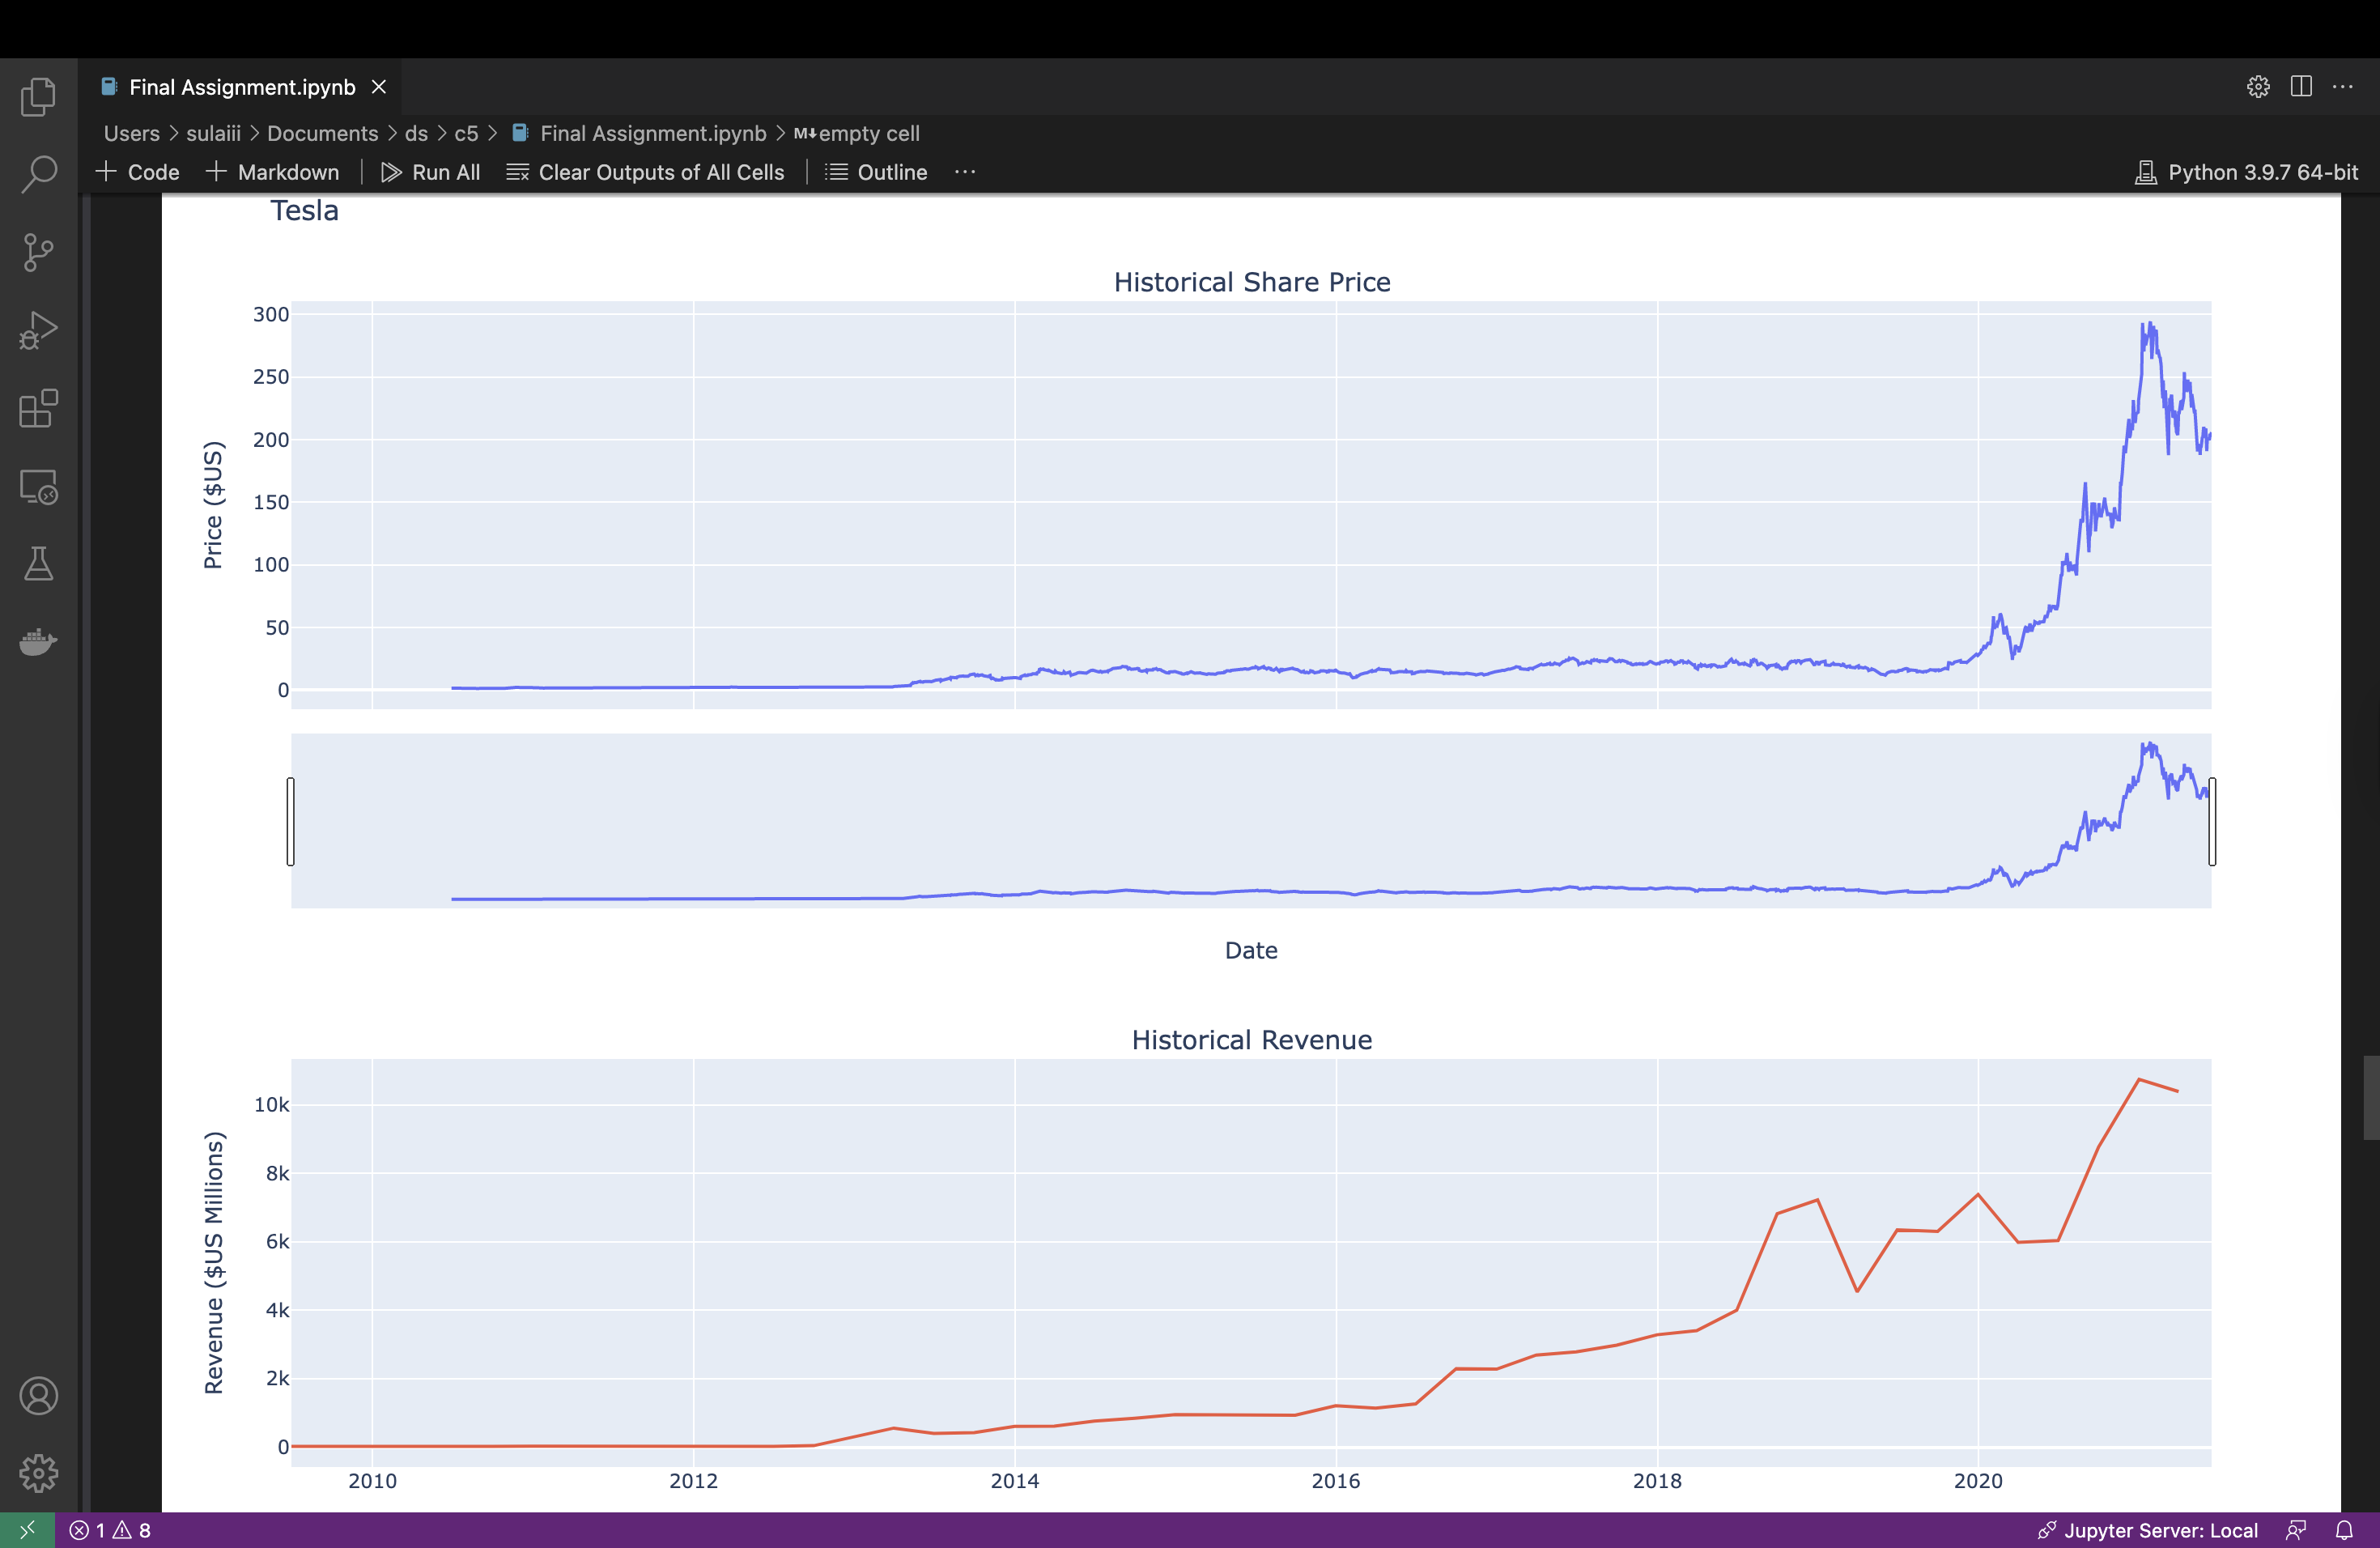 Final Assignment.ipynb
Users > sulaiii > Documents > ds > c5 > Final Assignment.ipynb > M↓ empty cell
+ Code + Markdown Run All Clear Outputs of All Cells Outline ... Python 3.9.7 64-bit
Tesla
Historical Share Price
Price ($US)
300
250
200
150
100
50
0
Date
Historical Revenue
Revenue ($US Millions)
10k
8k
6k
4k
2k
0
2010 2012 2014 2016 2018 2020
1 8 Jupyter Server: Local